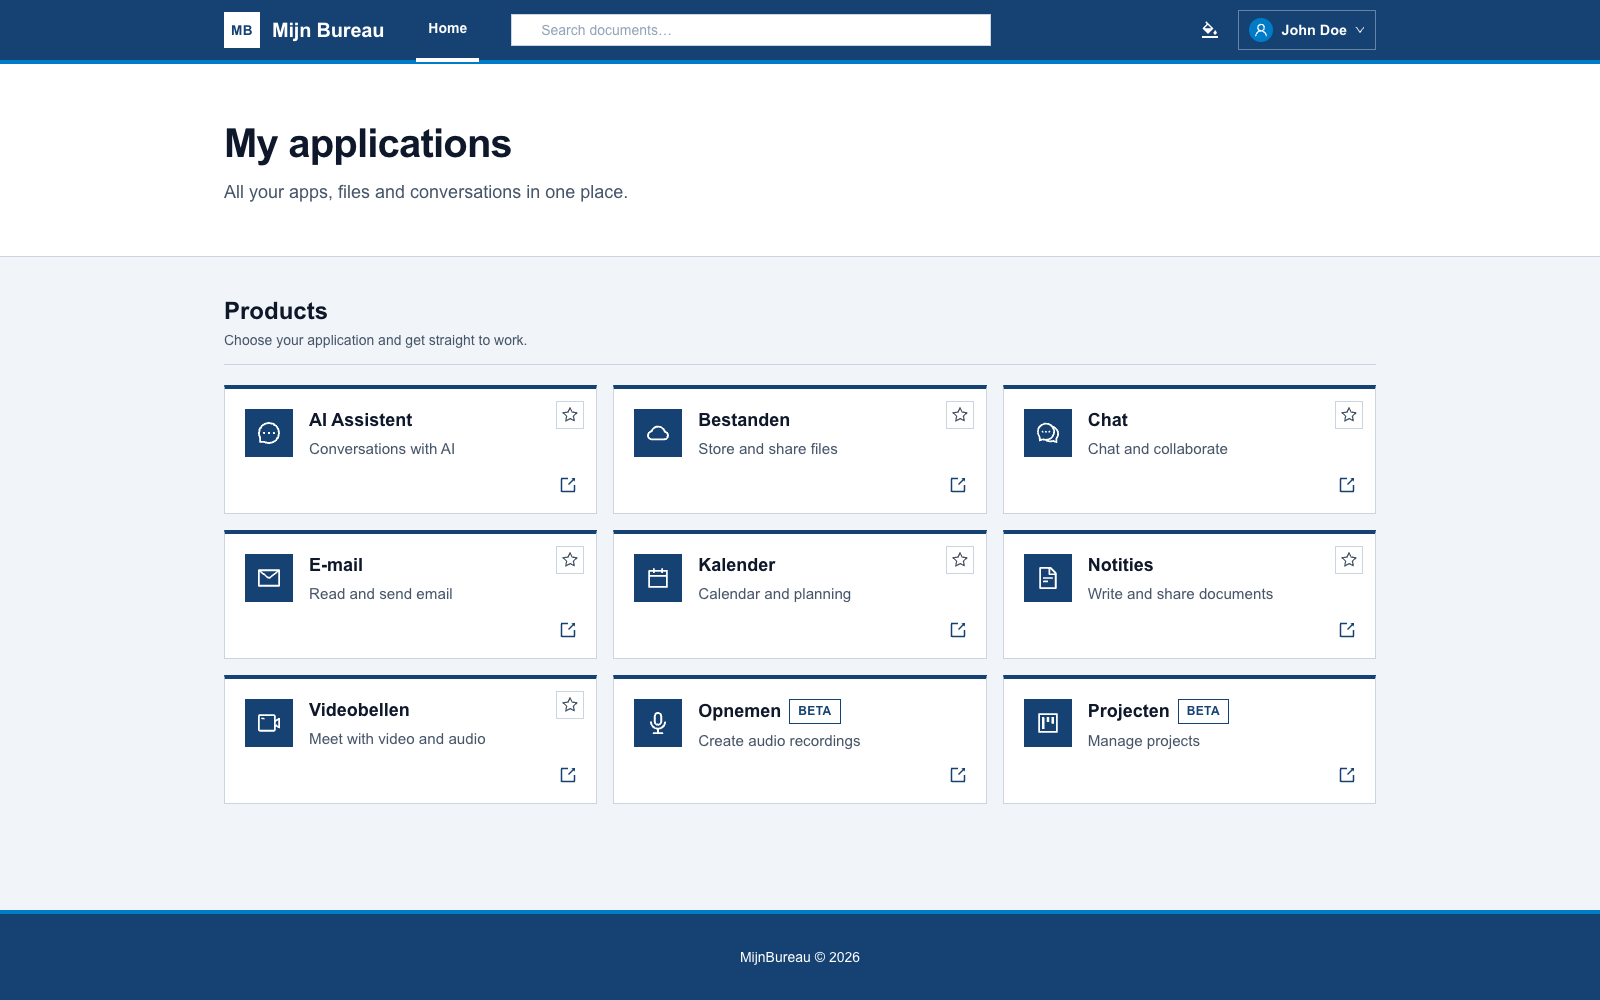 MB Mijn Bureau Home Search documents... John Doe
My applications
All your apps, files and conversations in one place.
Products
Choose your application and get straight to work.
AI Assistent
Conversations with AI
Bestanden
Store and share files
Chat
Chat and collaborate
E-mail
Read and send email
Kalender
Calendar and planning
Notities
Write and share documents
Videobellen
Meet with video and audio
Opnemen BETA
Create audio recordings
Projecten BETA
Manage projects
MijnBureau © 2026